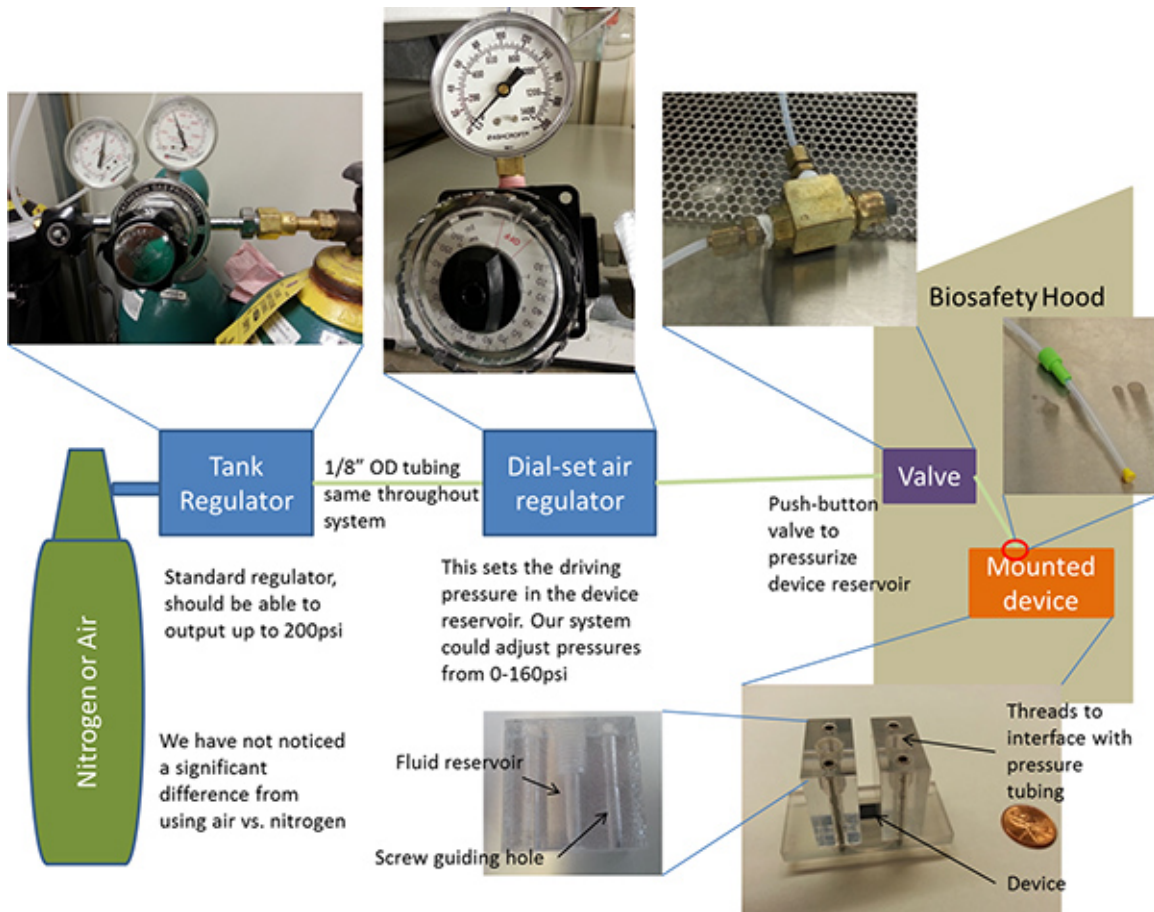 Biosafety Hood
Tank
Regulator
1/8” OD tubing
same throughout
system
Dial-set air
regulator
Valve
Push-button
valve to
pressurize
device reservoir
Mounted
device
Standard regulator,
should be able to
output up to 200psi
This sets the driving
pressure in the device
reservoir. Our system
could adjust pressures
from 0-160psi
Nitrogen or Air
We have not noticed
a significant
difference from
using air vs. nitrogen
Fluid reservoir
Screw guiding hole
Threads to
interface with
pressure
tubing
Device
ASHCROFT
OFF